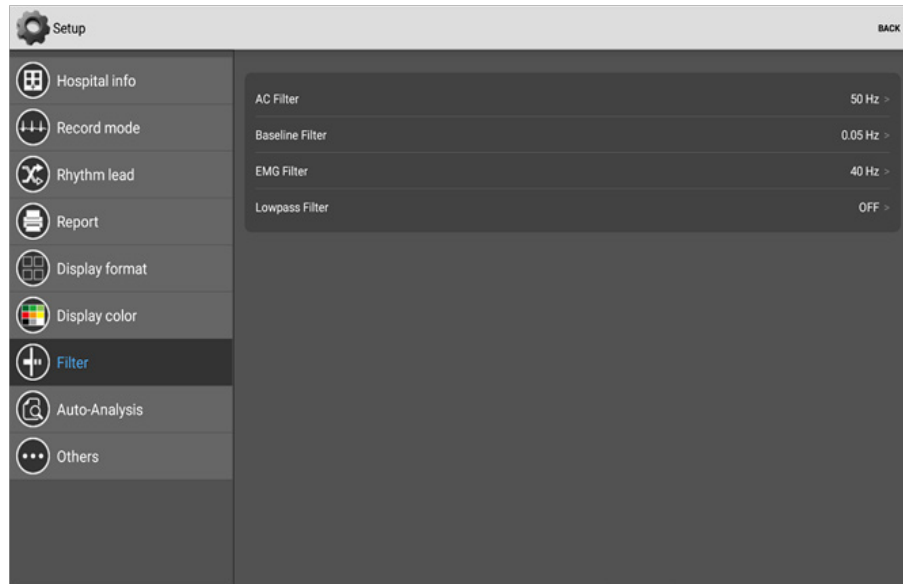 Setup
BACK
Hospital info
Record mode
Rhythm lead
Report
Display format
Display color
Filter
Auto-Analysis
Others
AC Filter 50 Hz >
Baseline Filter 0.05 Hz >
EMG Filter 40 Hz >
Lowpass Filter OFF >